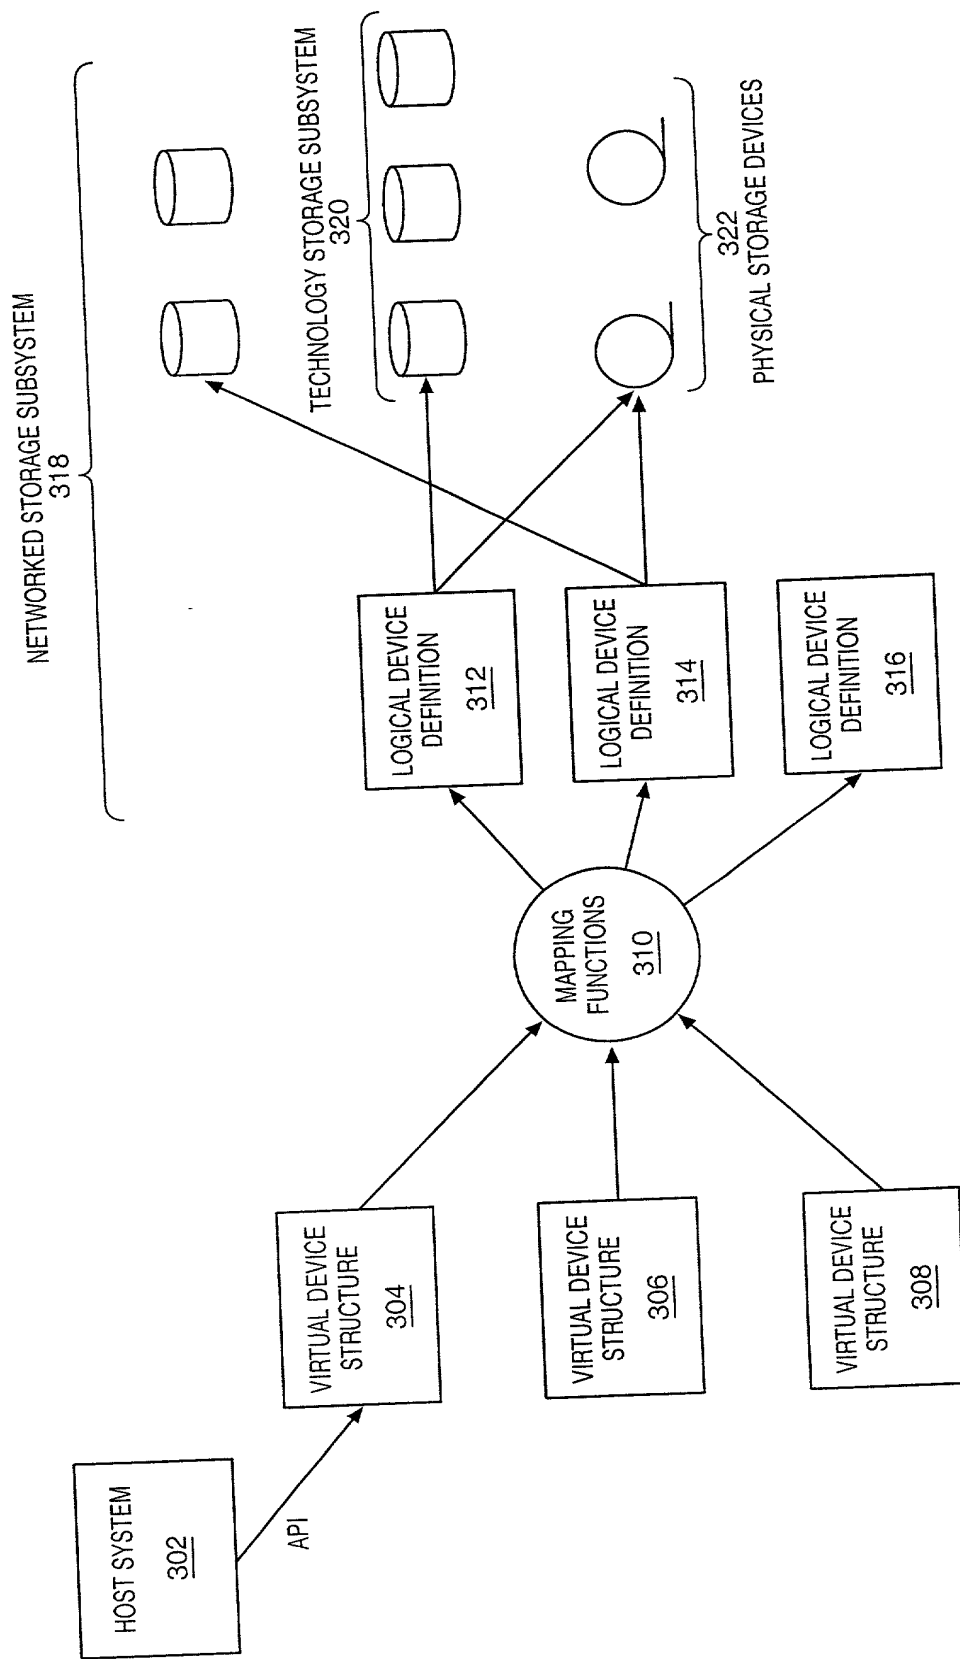 NETWORKED STORAGE SUBSYSTEM
318
TECHNOLOGY STORAGE SUBSYSTEM
320
322
PHYSICAL STORAGE DEVICES
HOST SYSTEM
302
API
VIRTUAL DEVICE
STRUCTURE
304
VIRTUAL DEVICE
STRUCTURE
306
VIRTUAL DEVICE
STRUCTURE
308
MAPPING
FUNCTIONS
310
LOGICAL DEVICE
DEFINITION
312
LOGICAL DEVICE
DEFINITION
314
LOGICAL DEVICE
DEFINITION
316